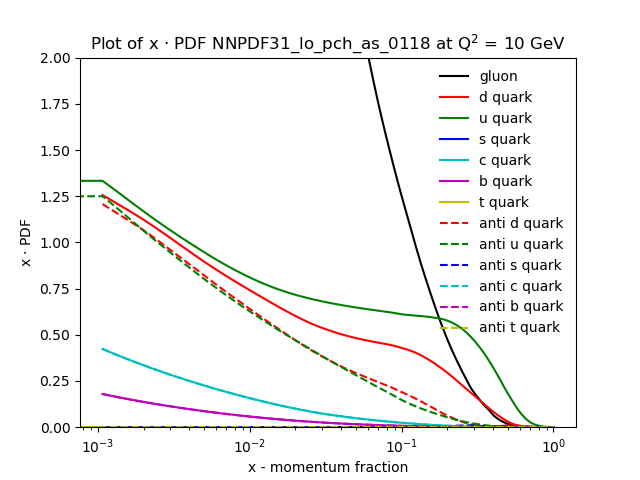 Plot of x · PDF NNPDF31_lo_pch_as_0118 at Q² = 10 GeV
2.00
1.75
1.50
1.25
1.00
0.75
0.50
0.25
0.00
x · PDF
gluon
d quark
u quark
s quark
c quark
b quark
t quark
anti d quark
anti u quark
anti s quark
anti c quark
anti b quark
anti t quark
10⁻³ 10⁻² 10⁻¹ 10⁰
x - momentum fraction